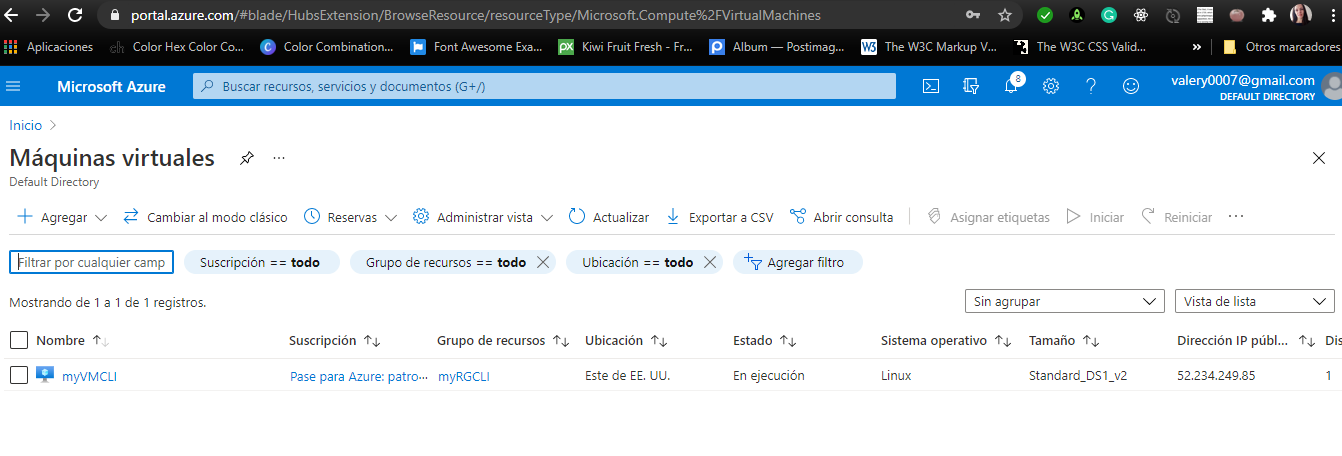 portal.azure.com/#blade/HubsExtension/BrowseResource/resourceType/Microsoft.Compute%2FVirtualMachines
Aplicaciones Color Hex Color Co... Color Combination... Font Awesome Exa... Kiwi Fruit Fresh - Fr... Album — Postimag... The W3C Markup V... The W3C CSS Valid... » Otros marcadores
Microsoft Azure Buscar recursos, servicios y documentos (G+/) 8 valery0007@gmail.com
DEFAULT DIRECTORY
Inicio >
Máquinas virtuales ...
Default Directory
Agregar Cambiar al modo clásico Reservas Administrar vista Actualizar Exportar a CSV Abrir consulta Asignar etiquetas Iniciar Reiniciar ...
Filtrar por cualquier camp Suscripción == todo Grupo de recursos == todo Ubicación == todo Agregar filtro
Mostrando de 1 a 1 de 1 registros. Sin agrupar Vista de lista
Nombre Suscripción Grupo de recursos Ubicación Estado Sistema operativo Tamaño Dirección IP públ... Dis
myVMCLI Pase para Azure: patro... myRGCLI Este de EE. UU. En ejecución Linux Standard_DS1_v2 52.234.249.85 1